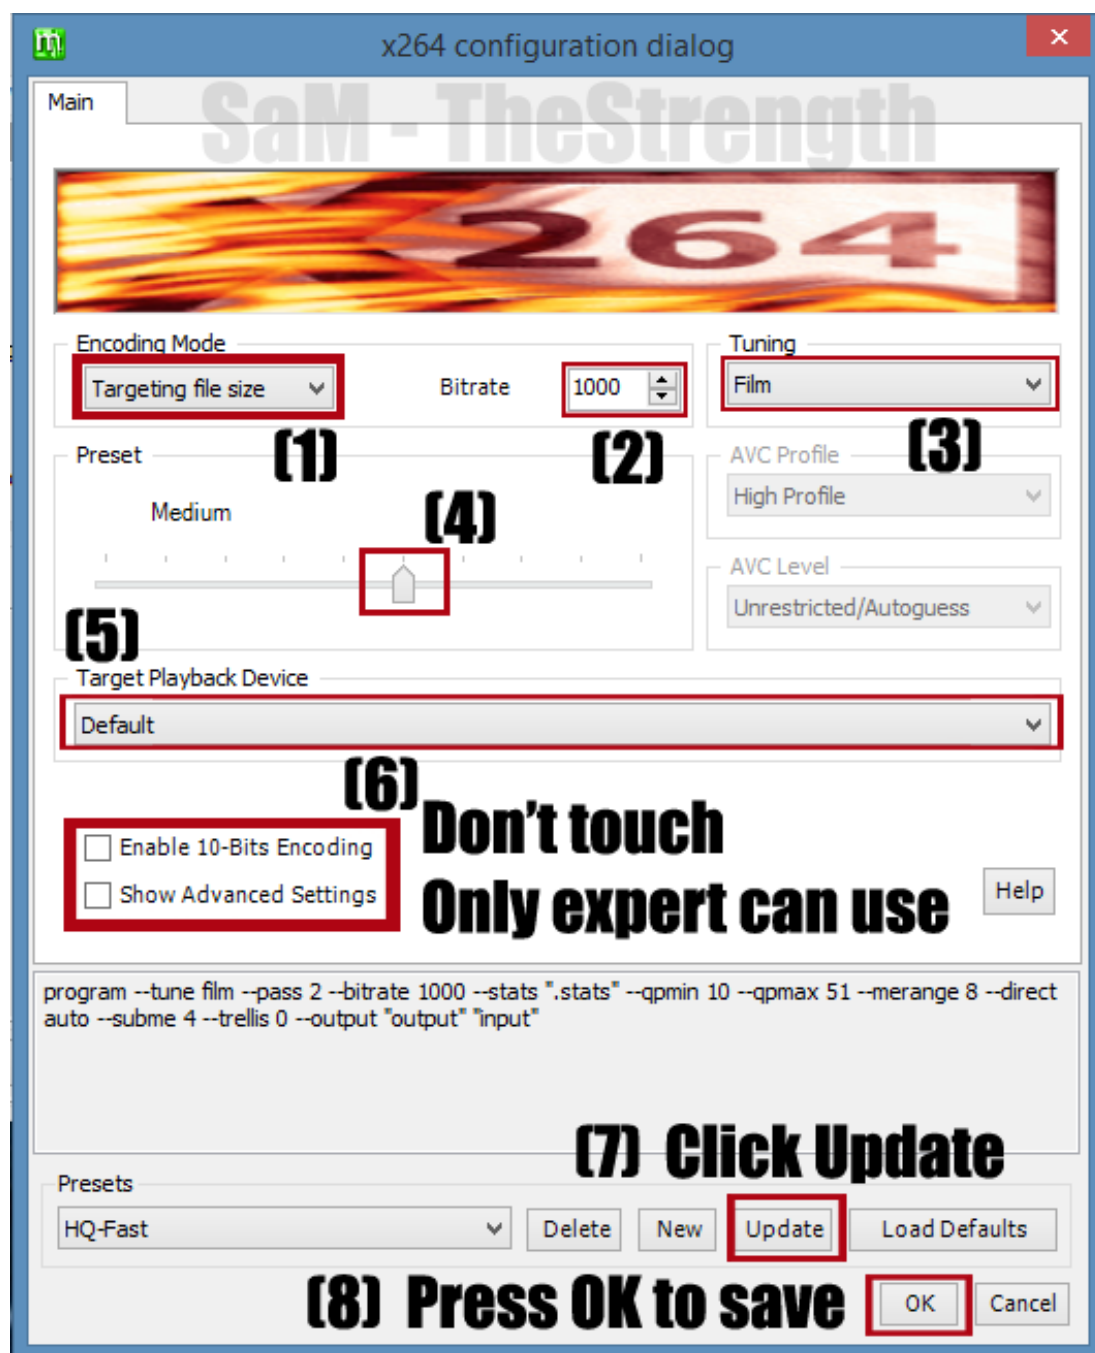 x264 configuration dialog
Main
SaM - TheStrength
264
Encoding Mode
Targeting file size
Bitrate
1000
Tuning
Film
(1)
(2)
(3)
Preset
Medium
(4)
AVC Profile
High Profile
AVC Level
Unrestricted/Autoguess
(5)
Target Playback Device
Default
(6)
Don't touch
Enable 10-Bits Encoding
Show Advanced Settings
Only expert can use
Help
program --tune film --pass 2 --bitrate 1000 --stats ".stats" --qpmin 10 --qpmax 51 --merange 8 --direct
auto --subme 4 --trellis 0 --output "output" "input"
(7) Click Update
Presets
HQ-Fast
Delete
New
Update
Load Defaults
(8) Press OK to save
OK
Cancel